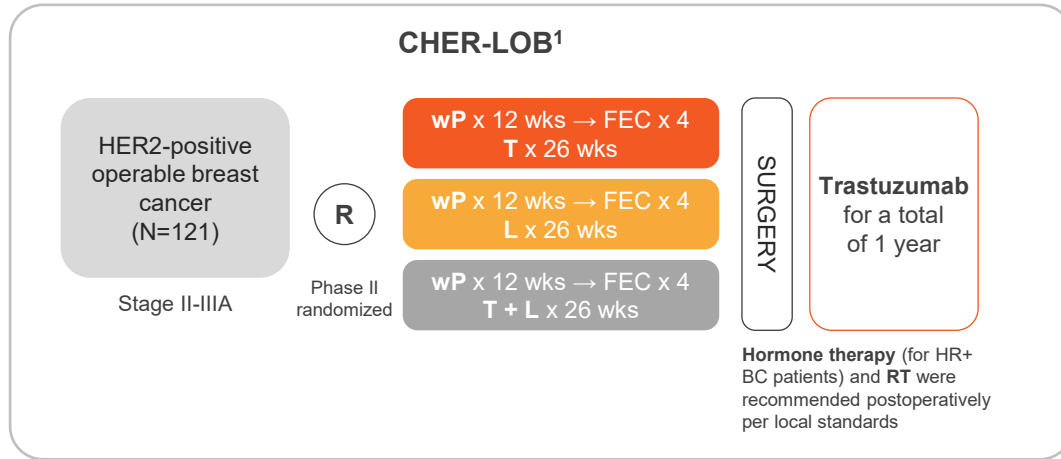 CHER-LOB¹
HER2-positive
operable breast
cancer
(N=121)
Stage II-IIIA
R
Phase II
randomized
wP x 12 wks → FEC x 4
T x 26 wks
wP x 12 wks → FEC x 4
L x 26 wks
wP x 12 wks → FEC x 4
T + L x 26 wks
SURGERY
Trastuzumab
for a total
of 1 year
Hormone therapy (for HR+
BC patients) and RT were
recommended postoperatively
per local standards